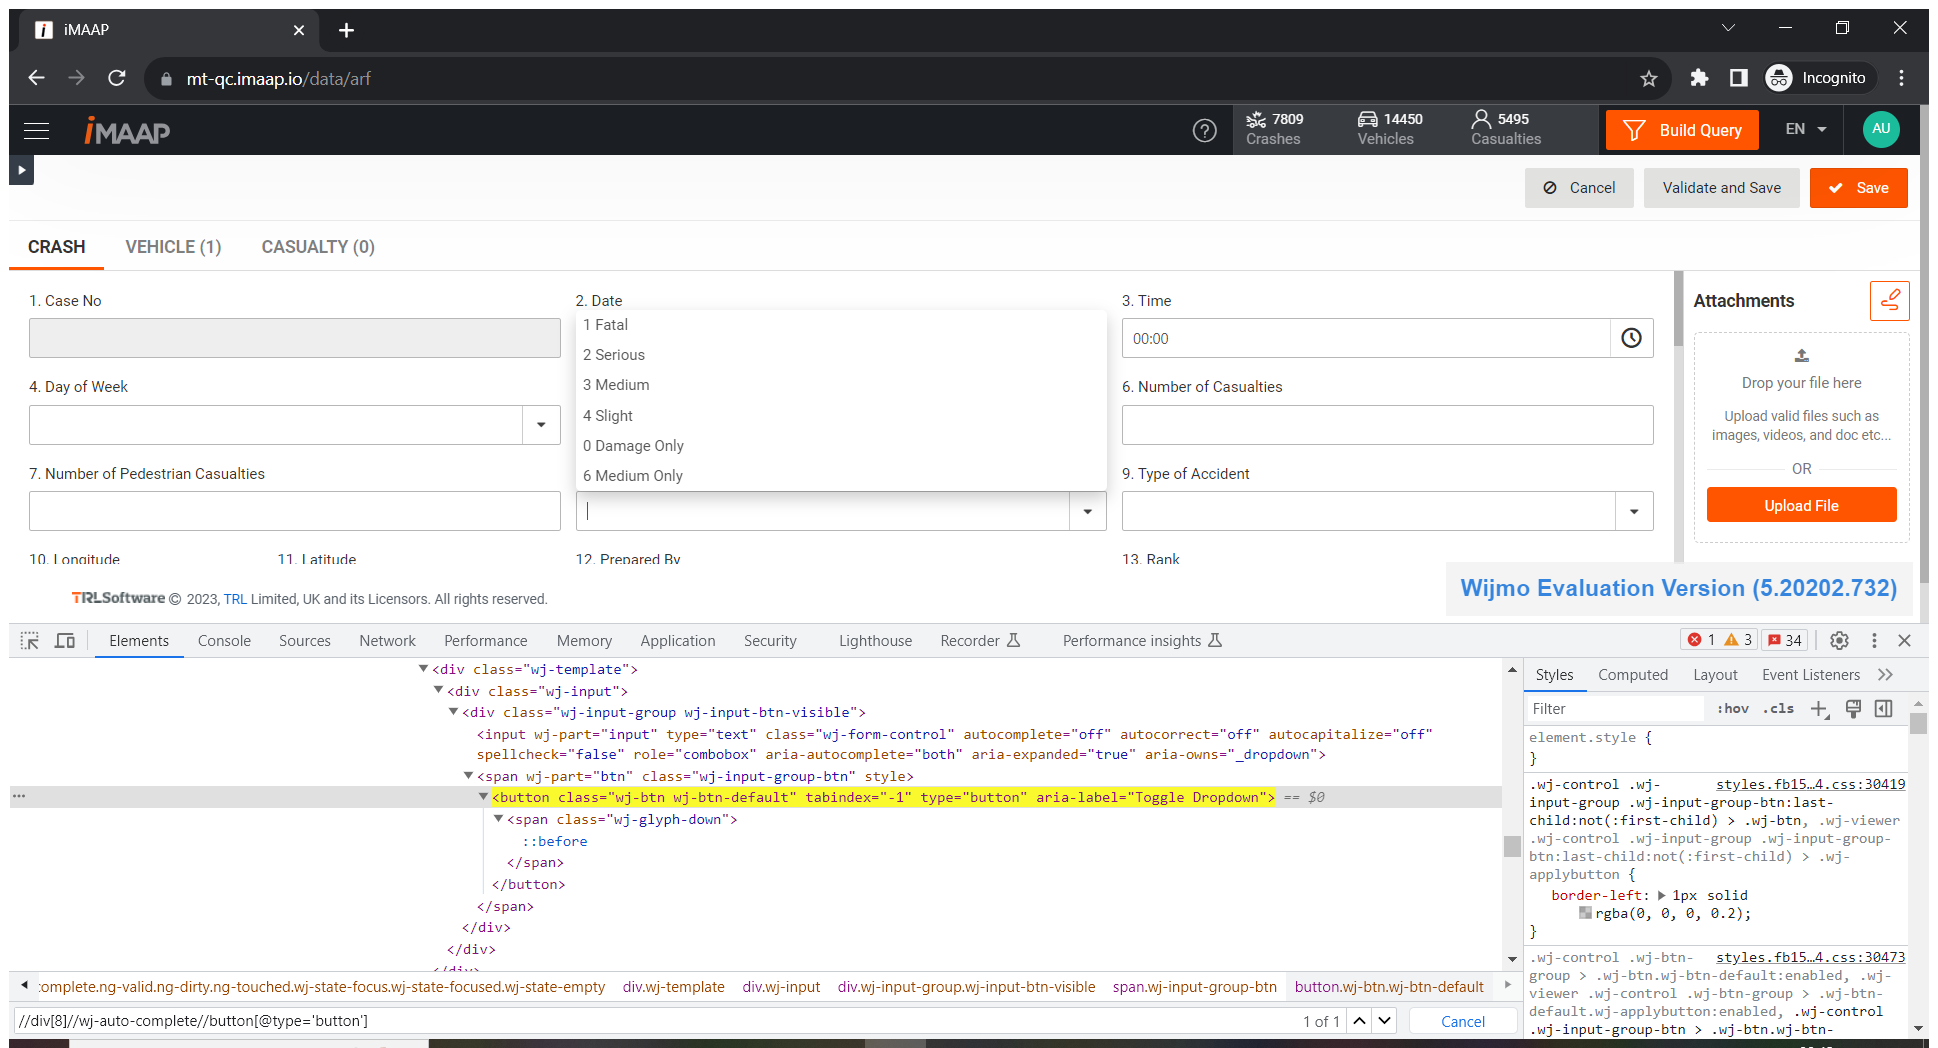 iMAAP
mt-qc.imaap.io/data/arf
Incognito
iMAAP
7809
Crashes
14450
Vehicles
5495
Casualties
Build Query
EN
AU
Cancel
Validate and Save
Save
CRASH
VEHICLE (1)
CASUALTY (0)
1. Case No
2. Date
3. Time
1 Fatal
2 Serious
3 Medium
4 Slight
0 Damage Only
6 Medium Only
00:00
4. Day of Week
6. Number of Casualties
7. Number of Pedestrian Casualties
9. Type of Accident
10. Longitude
11. Latitude
12. Prepared By
13. Rank
Attachments
Drop your file here
Upload valid files such as
images, videos, and doc etc...
OR
Upload File
TRLSoftware © 2023, TRL Limited, UK and its Licensors. All rights reserved.
Wijmo Evaluation Version (5.20202.732)
Elements
Console
Sources
Network
Performance
Memory
Application
Security
Lighthouse
Recorder
Performance insights
1
3
34
<div class="wj-template">
<div class="wj-input">
<div class="wj-input-group wj-input-btn-visible">
<input wj-part="input" type="text" class="wj-form-control" autocomplete="off" autocorrect="off" autocapitalize="off"
spellcheck="false" role="combobox" aria-autocomplete="both" aria-expanded="true" aria-owns="_dropdown">
<span wj-part="btn" class="wj-input-group-btn" style>
<button class="wj-btn wj-btn-default" tabindex="-1" type="button" aria-label="Toggle Dropdown"> == $0
<span class="wj-glyph-down">
::before
</span>
</button>
</span>
</div>
</div>
</div>
omplete.ng-valid.ng-dirty.ng-touched.wj-state-focus.wj-state-focused.wj-state-empty
div.wj-template
div.wj-input
div.wj-input-group.wj-input-btn-visible
span.wj-input-group-btn
button.wj-btn.wj-btn-default
//div[8]//wj-auto-complete//button[@type='button']
1 of 1
Cancel
Styles
Computed
Layout
Event Listeners
Filter
:hov
.cls
element.style {
}
.wj-control .wj-
styles.fb15…4.css:30419
input-group .wj-input-group-btn:last-
child:not(:first-child) > .wj-btn, .wj-viewer
.wj-control .wj-input-group .wj-input-group-
btn:last-child:not(:first-child) > .wj-
applybutton {
border-left: 1px solid
rgba(0, 0, 0, 0.2);
}
.wj-control .wj-btn-
styles.fb15…4.css:30473
group > .wj-btn.wj-btn-default:enabled, .wj-
viewer .wj-control .wj-btn-group > .wj-btn-
default.wj-applybutton:enabled, .wj-control
.wj-input-group-btn > .wj-btn.wj-btn-